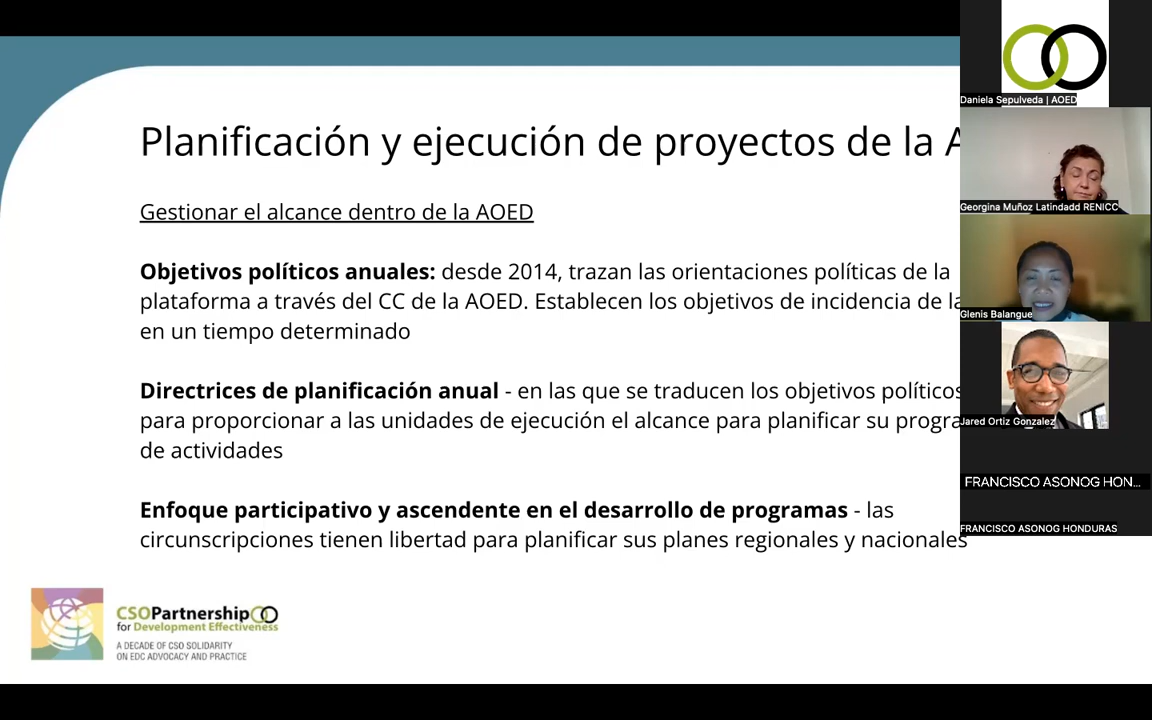 Planificación y ejecución de proyectos de la A
Gestionar el alcance dentro de la AOED
Objetivos políticos anuales: desde 2014, trazan las orientaciones políticas de la
plataforma a través del CC de la AOED. Establecen los objetivos de incidencia de la
en un tiempo determinado
Directrices de planificación anual - en las que se traducen los objetivos políticos
para proporcionar a las unidades de ejecución el alcance para planificar su progra
de actividades
Enfoque participativo y ascendente en el desarrollo de programas - las
circunscripciones tienen libertad para planificar sus planes regionales y nacionales
CSOPartnership
for Development Effectiveness
A DECADE OF CSO SOLIDARITY
ON EDC ADVOCACY AND PRACTICE
Daniela Sepulveda | AOED
Georgina Muñoz Latindadd RENICC
Glenis Balangue
Jared Ortiz Gonzalez
FRANCISCO ASONOG HON...
FRANCISCO ASONOG HONDURAS